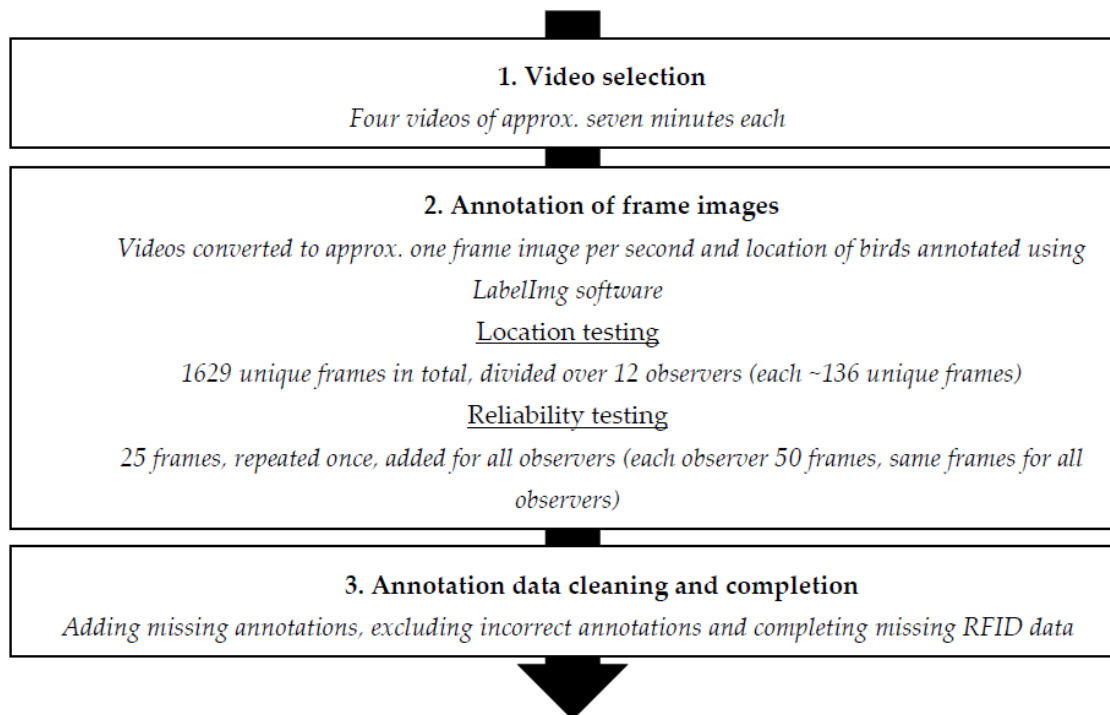 1. Video selection
Four videos of approx. seven minutes each
2. Annotation of frame images
Videos converted to approx. one frame image per second and location of birds annotated using
LabelImg software
Location testing
1629 unique frames in total, divided over 12 observers (each ~136 unique frames)
Reliability testing
25 frames, repeated once, added for all observers (each observer 50 frames, same frames for all
observers)
3. Annotation data cleaning and completion
Adding missing annotations, excluding incorrect annotations and completing missing RFID data